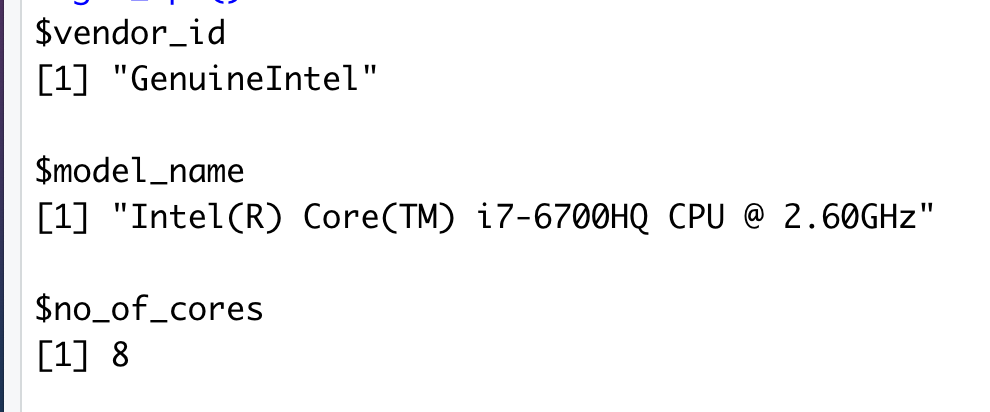 $vendor_id
[1] "GenuineIntel"
$model_name
[1] "Intel(R) Core(TM) i7-6700HQ CPU @ 2.60GHz"
$no_of_cores
[1] 8